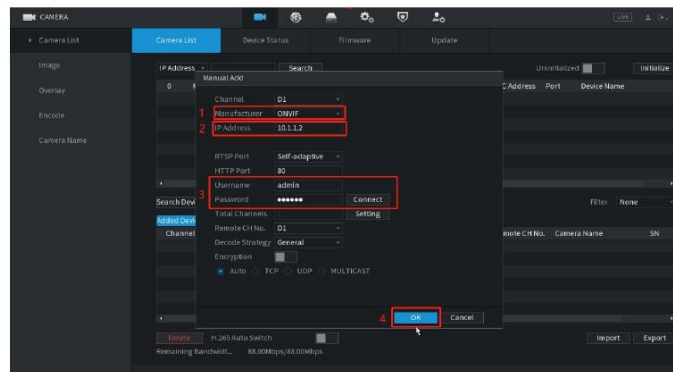 CAMERA
LIVE
Camera List
Camera List Device Status Firmware Update
Image
Overlay
Encode
Camera Name
IP Address Search Uninitialized Initialize
0 Manual Add C Address Port Device Name
Channel D1
1 Manufacturer ONVIF
2 IP Address 10.1.1.2
RTSP Port Self-adaptive
HTTP Port 80
Username admin
3 Password •••••• Connect
Search Devi Filter None
Total Channels Setting
Added Devi
Channel Remote CH No. D1 mote CH No. Camera Name SN
Decode Strategy General
Encryption
Auto TCP UDP MULTICAST
4 OK Cancel
Delete H.265 Auto Switch Import Export
Remaining Bandwidt... 88.00Mbps/88.00Mbps